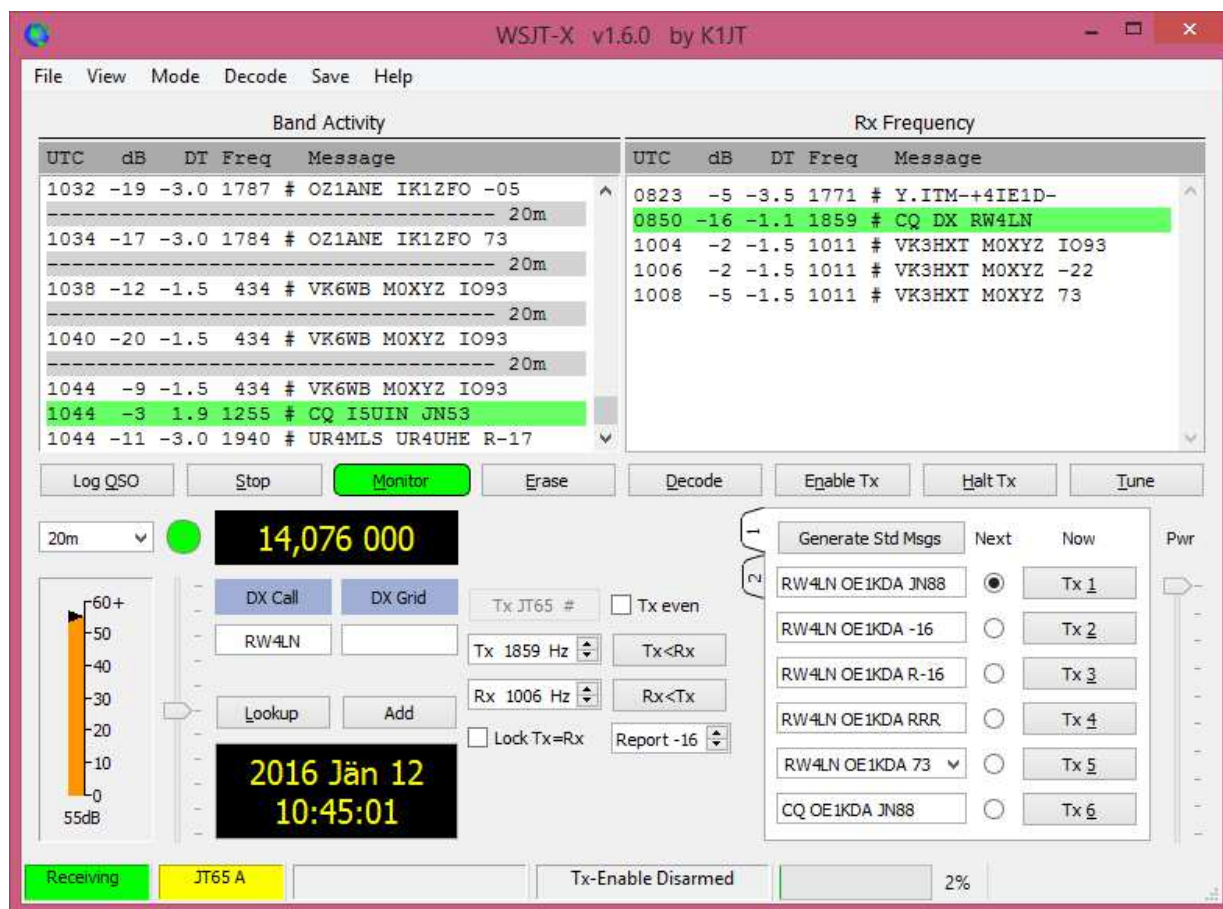 WSJT-X v1.6.0 by K1JT
File View Mode Decode Save Help
Band Activity
UTC dB DT Freq Message
1032 -19 -3.0 1787 # OZ1ANE IK1ZFO -05
------------------------------------ 20m
1034 -17 -3.0 1784 # OZ1ANE IK1ZFO 73
------------------------------------ 20m
1038 -12 -1.5 434 # VK6WB M0XYZ IO93
------------------------------------ 20m
1040 -20 -1.5 434 # VK6WB M0XYZ IO93
------------------------------------ 20m
1044 -9 -1.5 434 # VK6WB M0XYZ IO93
1044 -3 1.9 1255 # CQ I5UIN JN53
1044 -11 -3.0 1940 # UR4MLS UR4UHE R-17
Rx Frequency
UTC dB DT Freq Message
0823 -5 -3.5 1771 # Y.ITM-+4IE1D-
0850 -16 -1.1 1859 # CQ DX RW4LN
1004 -2 -1.5 1011 # VK3HXT M0XYZ IO93
1006 -2 -1.5 1011 # VK3HXT M0XYZ -22
1008 -5 -1.5 1011 # VK3HXT M0XYZ 73
Log QSO Stop Monitor Erase Decode Enable Tx Halt Tx Tune
20m
14,076 000
60+
50
40
30
20
10
0
55dB
DX Call DX Grid
RW4LN
Lookup Add
2016 Jän 12
10:45:01
Tx JT65 # Tx even
Tx 1859 Hz Tx<Rx
Rx 1006 Hz Rx<Tx
Lock Tx=Rx Report -16
1
2
Generate Std Msgs Next Now Pwr
RW4LN OE1KDA JN88 Tx 1
RW4LN OE1KDA -16 Tx 2
RW4LN OE1KDA R-16 Tx 3
RW4LN OE1KDA RRR Tx 4
RW4LN OE1KDA 73 Tx 5
CQ OE1KDA JN88 Tx 6
Receiving JT65 A Tx-Enable Disarmed 2%